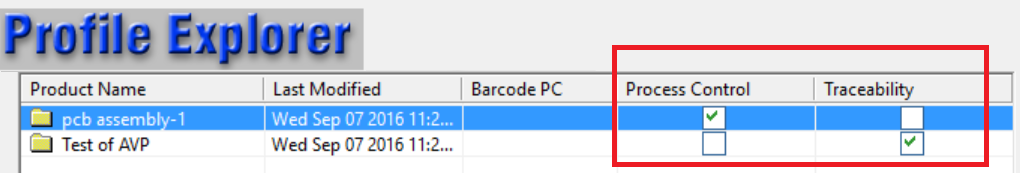 Profile Explorer
Product Name Last Modified Barcode PC Process Control Traceability
pcb assembly-1 Wed Sep 07 2016 11:2...
Test of AVP Wed Sep 07 2016 11:2...